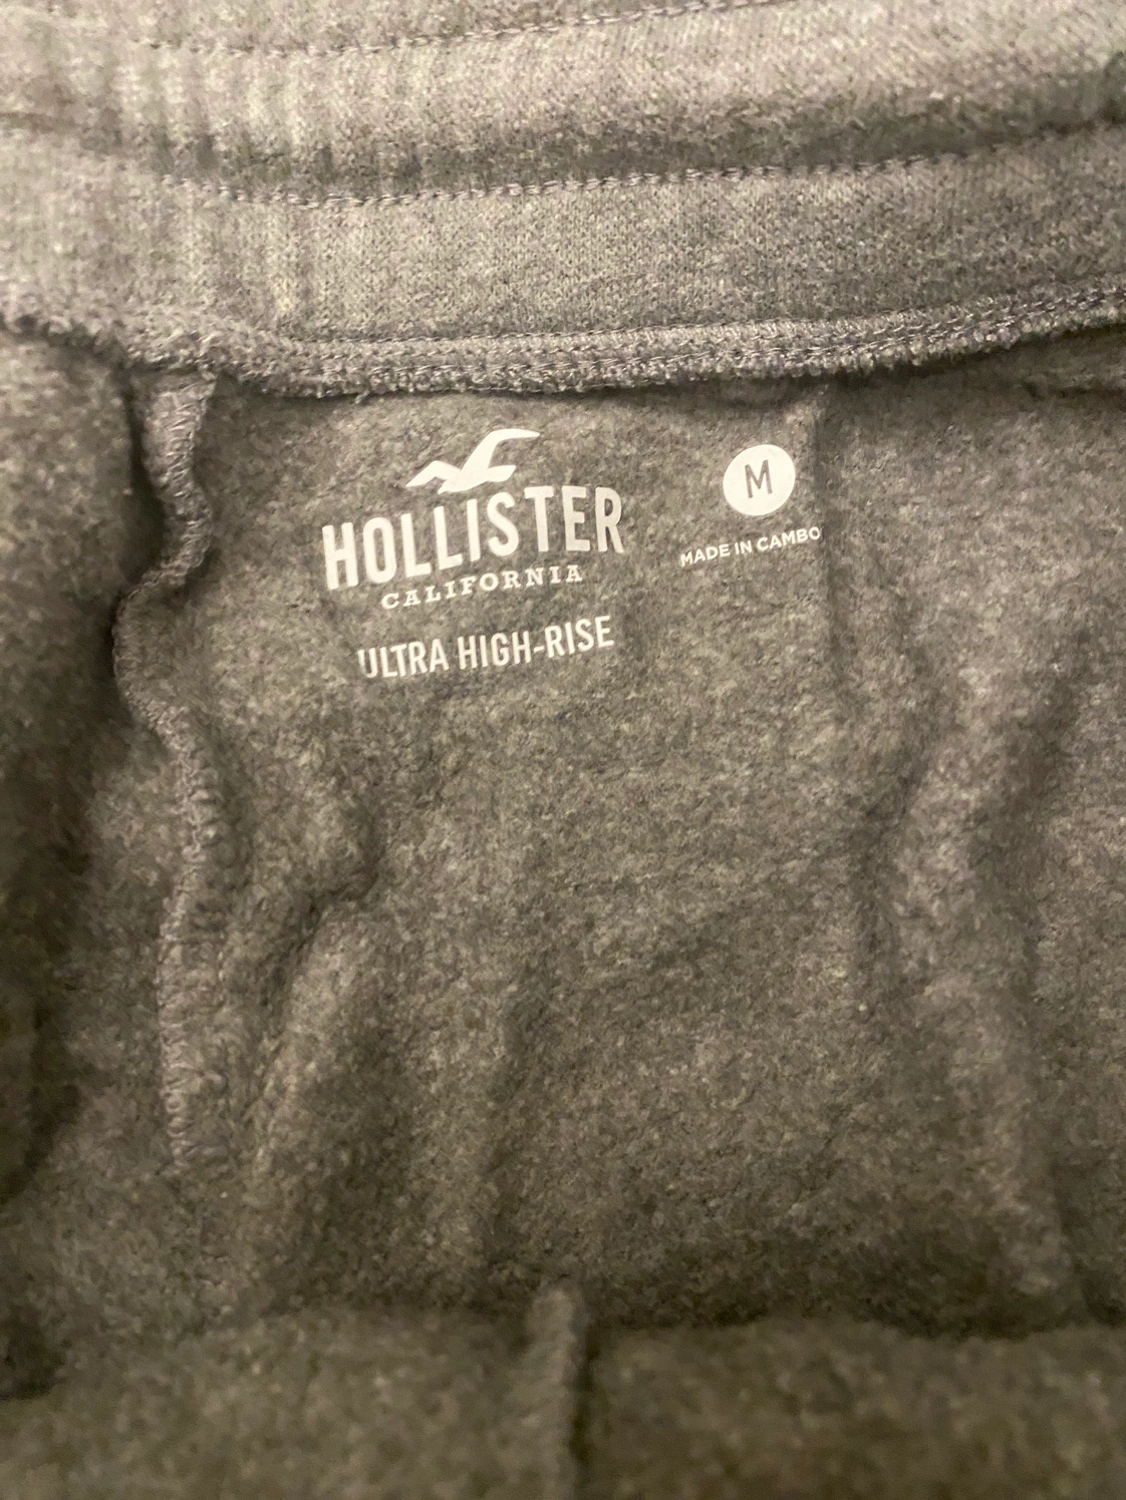 HOLLISTER
CALIFORNIA
ULTRA HIGH-RISE
M
MADE IN CAMBO